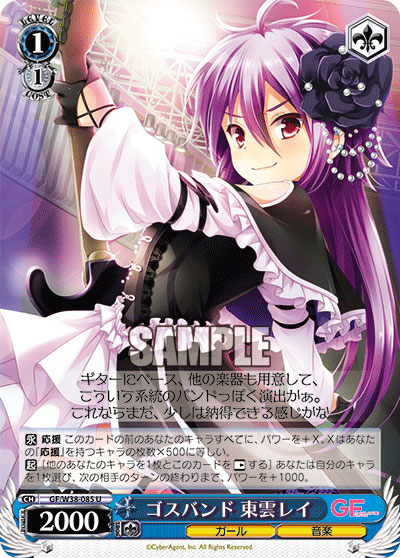 LEVEL
1
1
COST
SAMPLE
ギターにベース、他の楽器も用意して、
こういう系統のバンドっぽく演出かぁ。
これならまだ、少しは納得できる感じかな。
永 応援 このカードの前のあなたのキャラすべてに、パワーを+X。Xはあなたの
『応援』を持つキャラの枚数×500に等しい。
起 [他のあなたのキャラを1枚とこのカードを する] あなたは自分のキャラ
を1枚選び、次の相手のターンの終わりまで、パワーを+1000。
CH GF/W38-085 U
2000
ゴスバンド 東雲レイ
GF
ガール 音楽
©CyberAgent, Inc. All Rights Reserved.